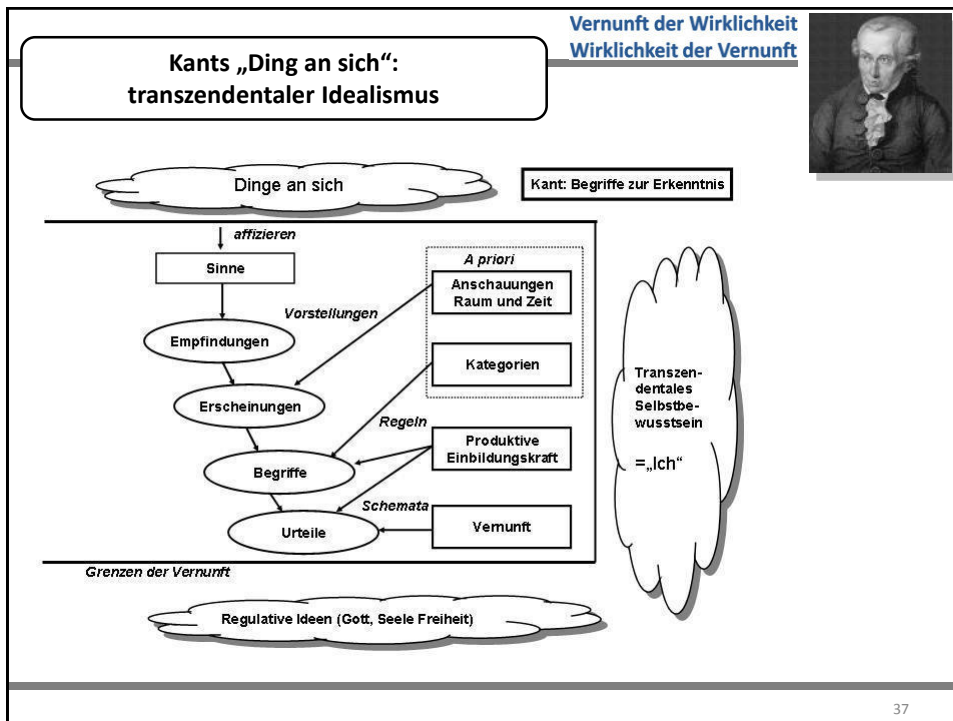 Vernunft der Wirklichkeit
Wirklichkeit der Vernunft
Kants „Ding an sich“:
transzendentaler Idealismus
Dinge an sich
Kant: Begriffe zur Erkenntnis
affizieren
Sinne
A priori
Anschauungen
Raum und Zeit
Vorstellungen
Empfindungen
Kategorien
Erscheinungen
Regeln
Produktive
Einbildungskraft
Begriffe
Schemata
Urteile
Vernunft
Transzen-
dentales
Selbstbe-
wusstsein
=„Ich“
Grenzen der Vernunft
Regulative Ideen (Gott, Seele Freiheit)
37